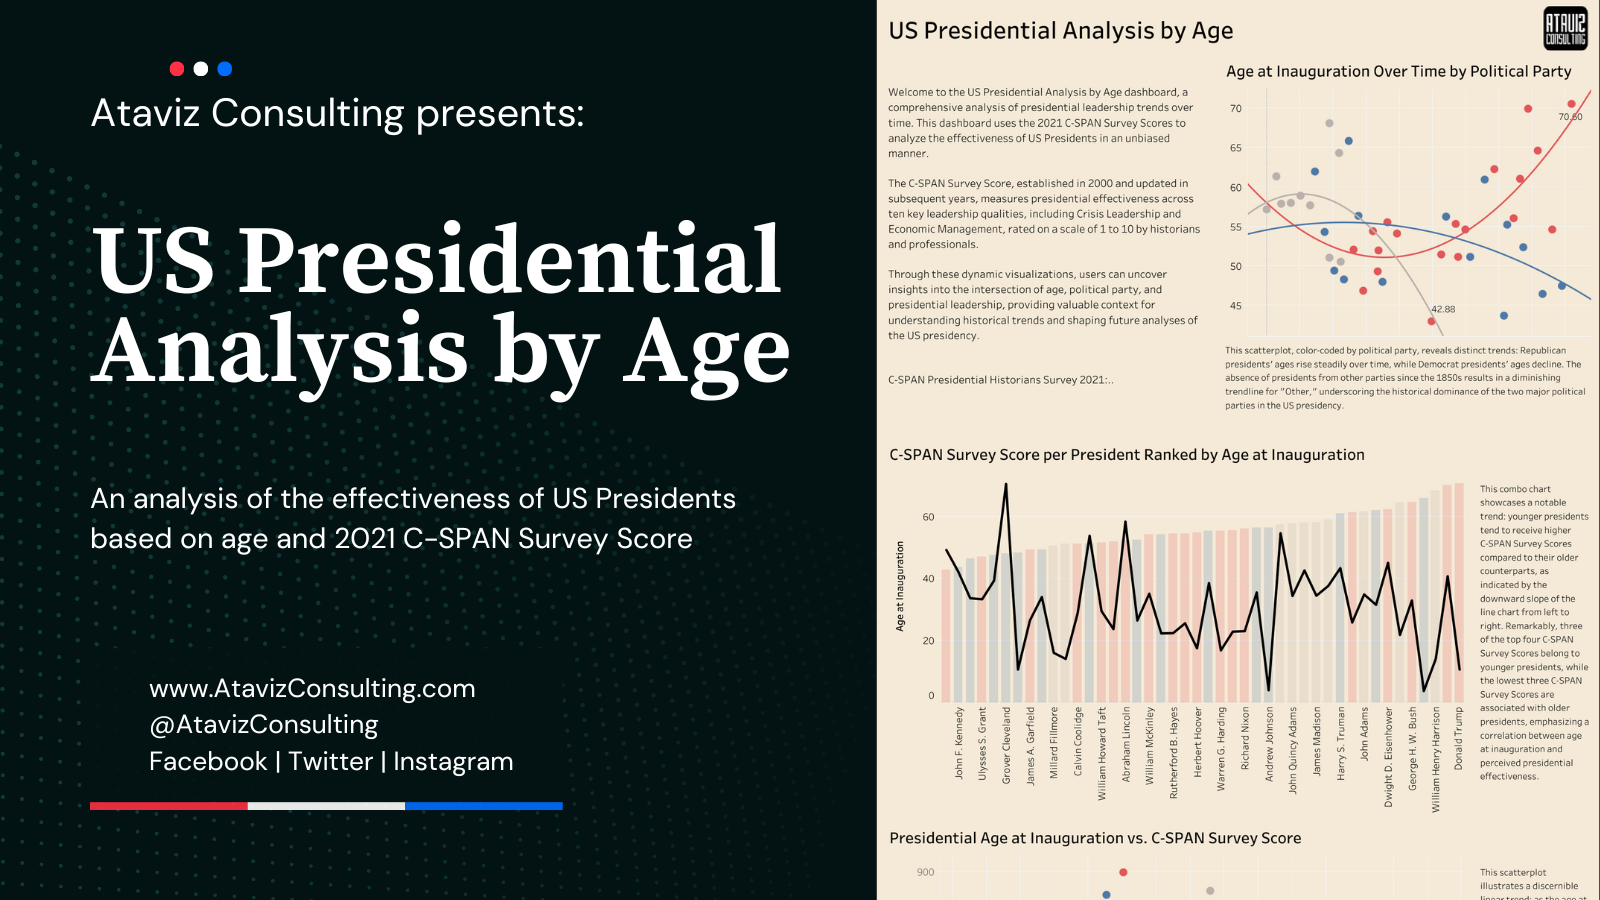 Ataviz Consulting presents:
US Presidential
Analysis by Age
An analysis of the effectiveness of US Presidents
based on age and 2021 C-SPAN Survey Score
www.AtavizConsulting.com
@AtavizConsulting
Facebook | Twitter | Instagram
US Presidential Analysis by Age
ATAVIZ
CONSULTING
Welcome to the US Presidential Analysis by Age dashboard, a
comprehensive analysis of presidential leadership trends over
time. This dashboard uses the 2021 C-SPAN Survey Scores to
analyze the effectiveness of US Presidents in an unbiased
manner.
The C-SPAN Survey Score, established in 2000 and updated in
subsequent years, measures presidential effectiveness across
ten key leadership qualities, including Crisis Leadership and
Economic Management, rated on a scale of 1 to 10 by historians
and professionals.
Through these dynamic visualizations, users can uncover
insights into the intersection of age, political party, and
presidential leadership, providing valuable context for
understanding historical trends and shaping future analyses of
the US presidency.
C-SPAN Presidential Historians Survey 2021:..
Age at Inauguration Over Time by Political Party
70
65
60
55
50
45
70.60
42.88
This scatterplot, color-coded by political party, reveals distinct trends: Republican
presidents' ages rise steadily over time, while Democrat presidents' ages decline. The
absence of presidents from other parties since the 1850s results in a diminishing
trendline for "Other," underscoring the historical dominance of the two major political
parties in the US presidency.
C-SPAN Survey Score per President Ranked by Age at Inauguration
Age at Inauguration
60
40
20
0
John F. Kennedy
Ulysses S. Grant
Grover Cleveland
James A. Garfield
Millard Fillmore
Calvin Coolidge
William Howard Taft
Abraham Lincoln
William McKinley
Rutherford B. Hayes
Herbert Hoover
Warren G. Harding
Richard Nixon
Andrew Johnson
John Quincy Adams
James Madison
Harry S. Truman
John Adams
Dwight D. Eisenhower
George H. W. Bush
William Henry Harrison
Donald Trump
This combo chart
showcases a notable
trend: younger presidents
tend to receive higher
C-SPAN Survey Scores
compared to their older
counterparts, as
indicated by the
downward slope of the
line chart from left to
right. Remarkably, three
of the top four C-SPAN
Survey Scores belong to
younger presidents, while
the lowest three C-SPAN
Survey Scores are
associated with older
presidents, emphasizing a
correlation between age
at inauguration and
perceived presidential
effectiveness.
Presidential Age at Inauguration vs. C-SPAN Survey Score
900
This scatterplot
illustrates a discernible
linear trend: as the age at